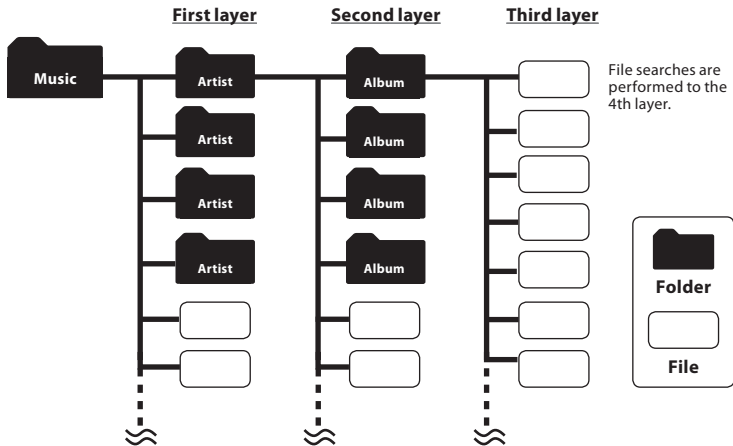 First layer
Second layer
Third layer
Music
Artist
Album
File searches are
performed to the
4th layer.
Artist
Album
Artist
Album
Artist
Album
Folder
File